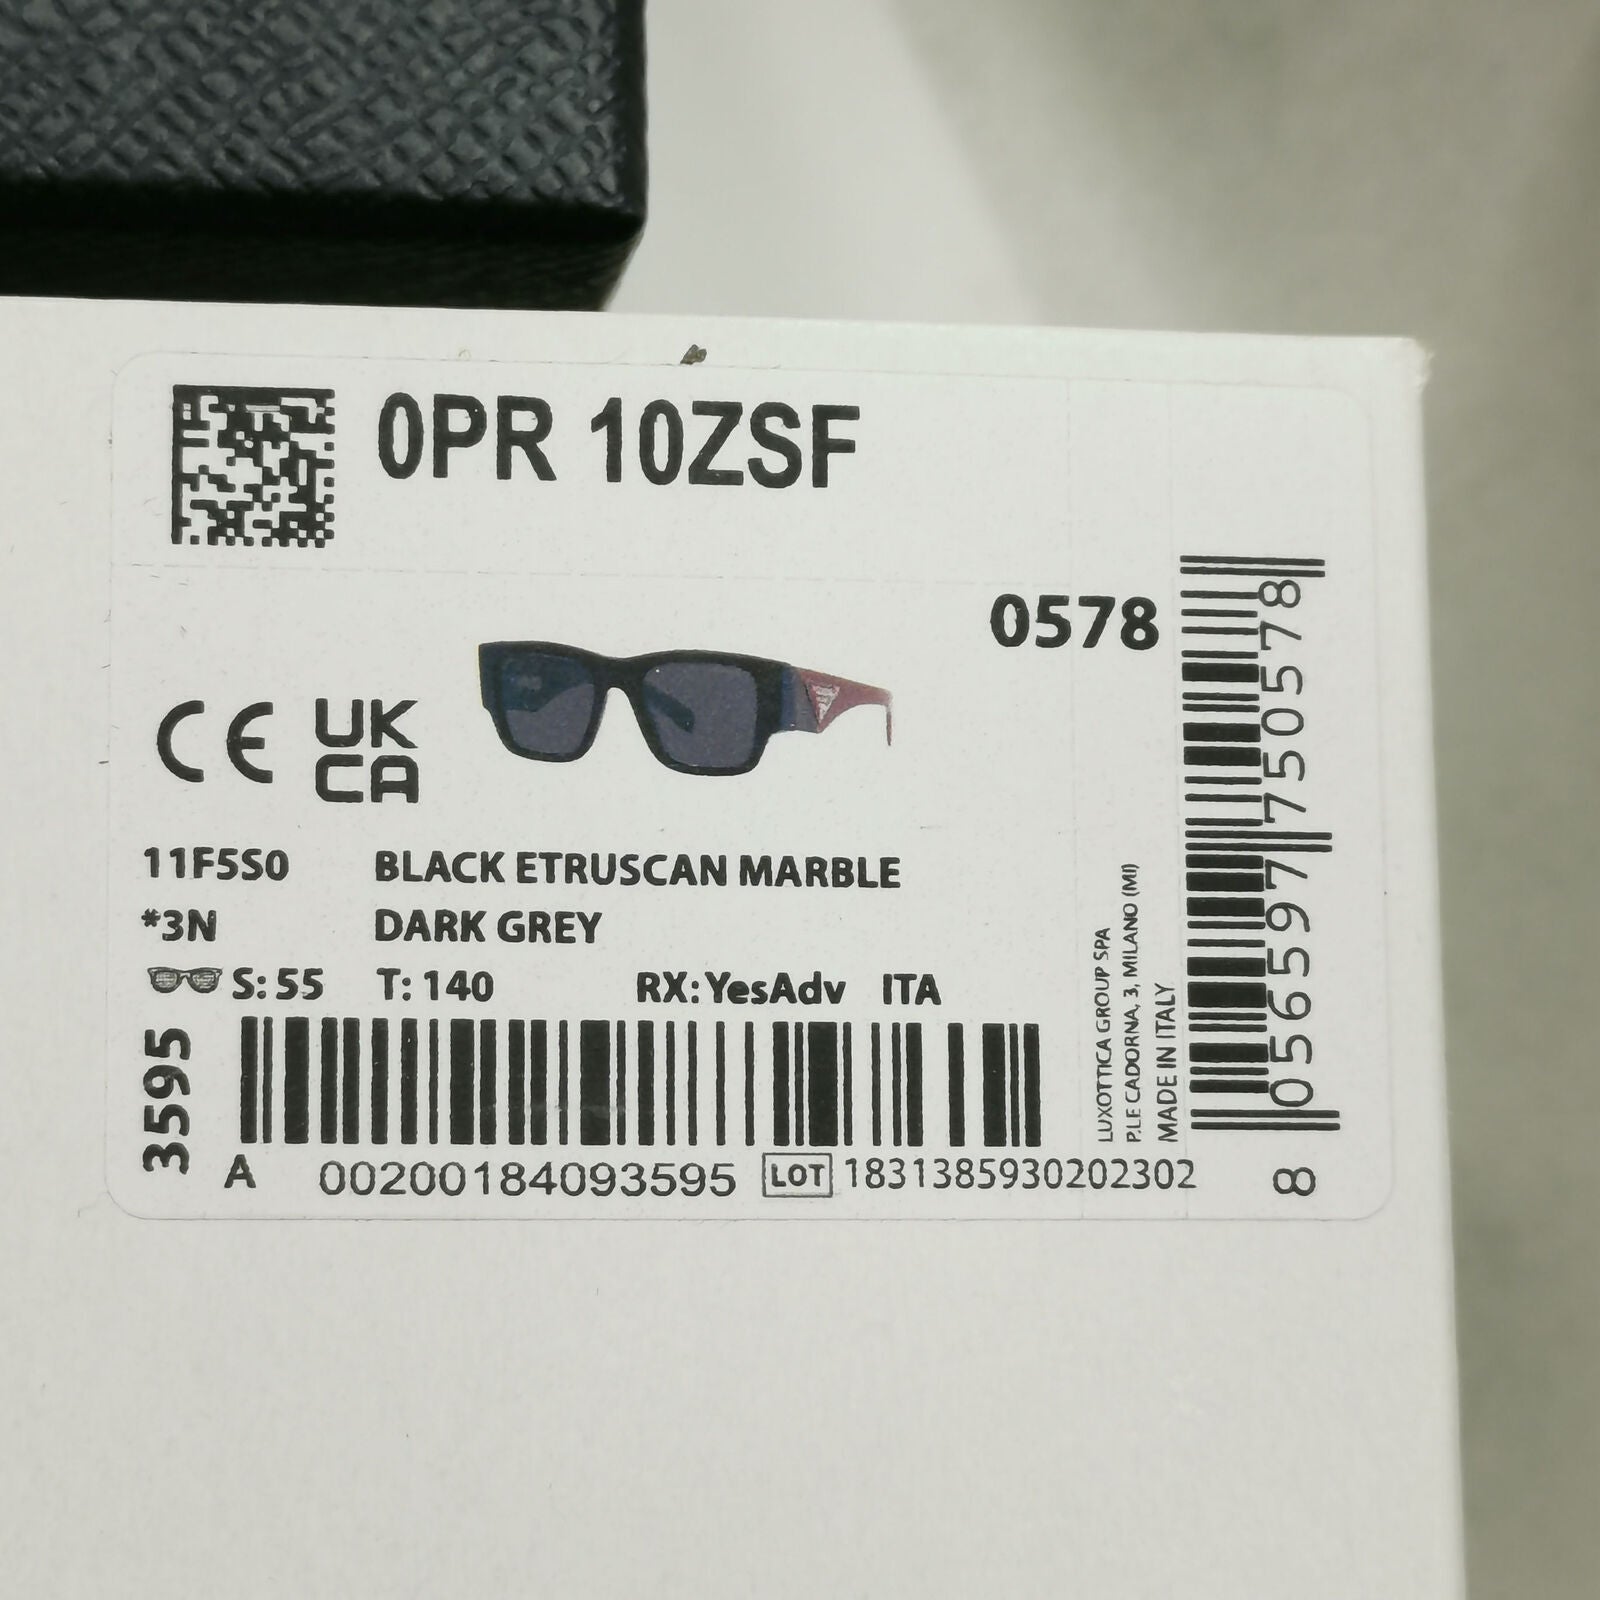 0PR 10ZSF
0578
CE UK
CA
11F5S0 BLACK ETRUSCAN MARBLE
*3N DARK GREY
S: 55 T: 140 RX: YesAdv ITA
3595
A 00200184093595 LOT 1831385930202302
LUXOTTICA GROUP SPA
P.LE CADORNA, 3, MILANO (MI)
MADE IN ITALY
8 056597 750578